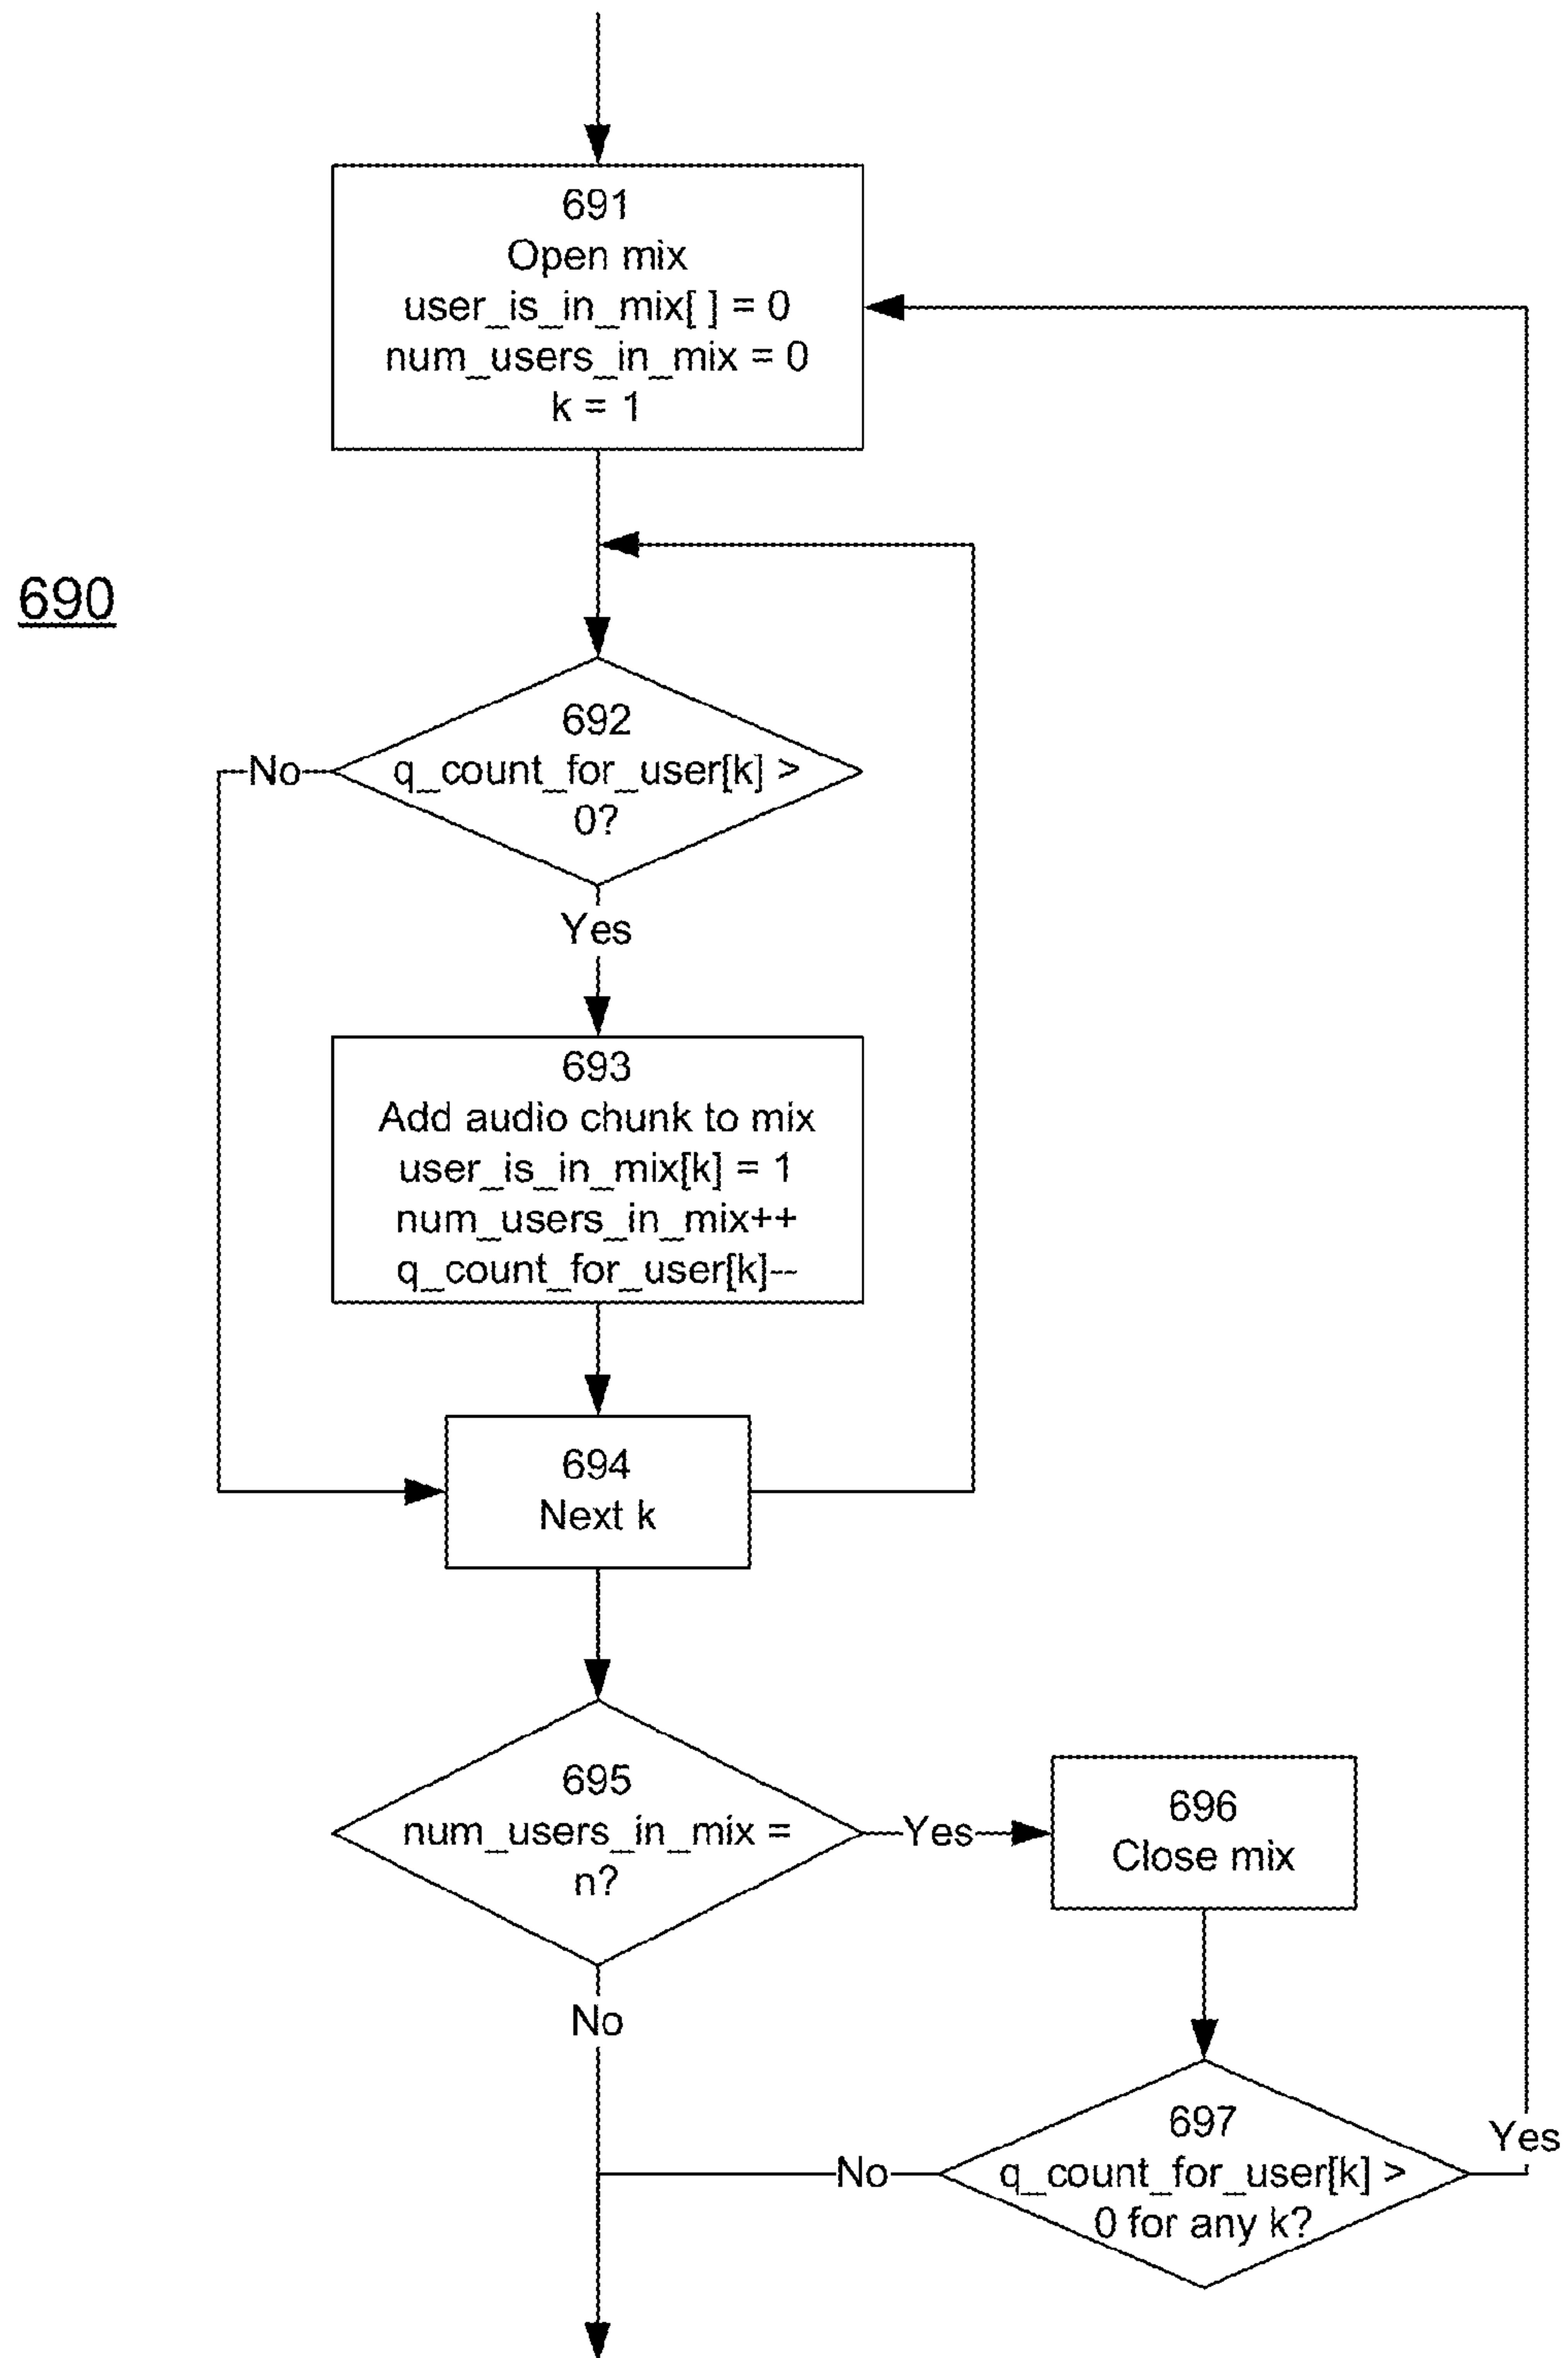 691
Open mix
user_is_in_mix[ ] = 0
num_users_in_mix = 0
k = 1
690
692
q_count_for_user[k] >
0?
No
Yes
693
Add audio chunk to mix
user_is_in_mix[k] = 1
num_users_in_mix++
q_count_for_user[k]--
694
Next k
695
num_users_in_mix =
n?
Yes
696
Close mix
No
697
q_count_for_user[k] >
0 for any k?
No
Yes